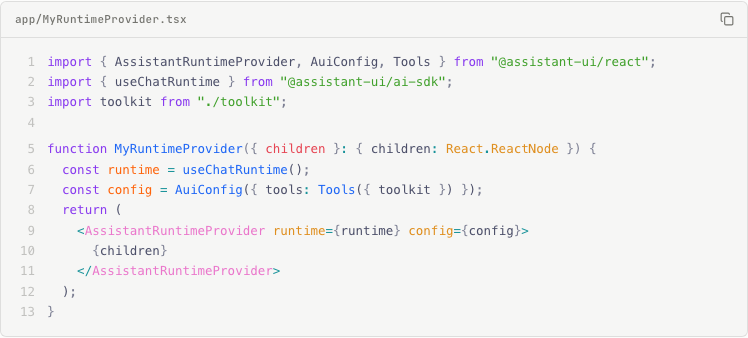 app/MyRuntimeProvider.tsx
1 import { AssistantRuntimeProvider, AuiConfig, Tools } from "@assistant-ui/react";
2 import { useChatRuntime } from "@assistant-ui/ai-sdk";
3 import toolkit from "./toolkit";
4
5 function MyRuntimeProvider({ children }: { children: React.ReactNode }) {
6   const runtime = useChatRuntime();
7   const config = AuiConfig({ tools: Tools({ toolkit }) });
8   return (
9     <AssistantRuntimeProvider runtime={runtime} config={config}>
10       {children}
11     </AssistantRuntimeProvider>
12   );
13 }